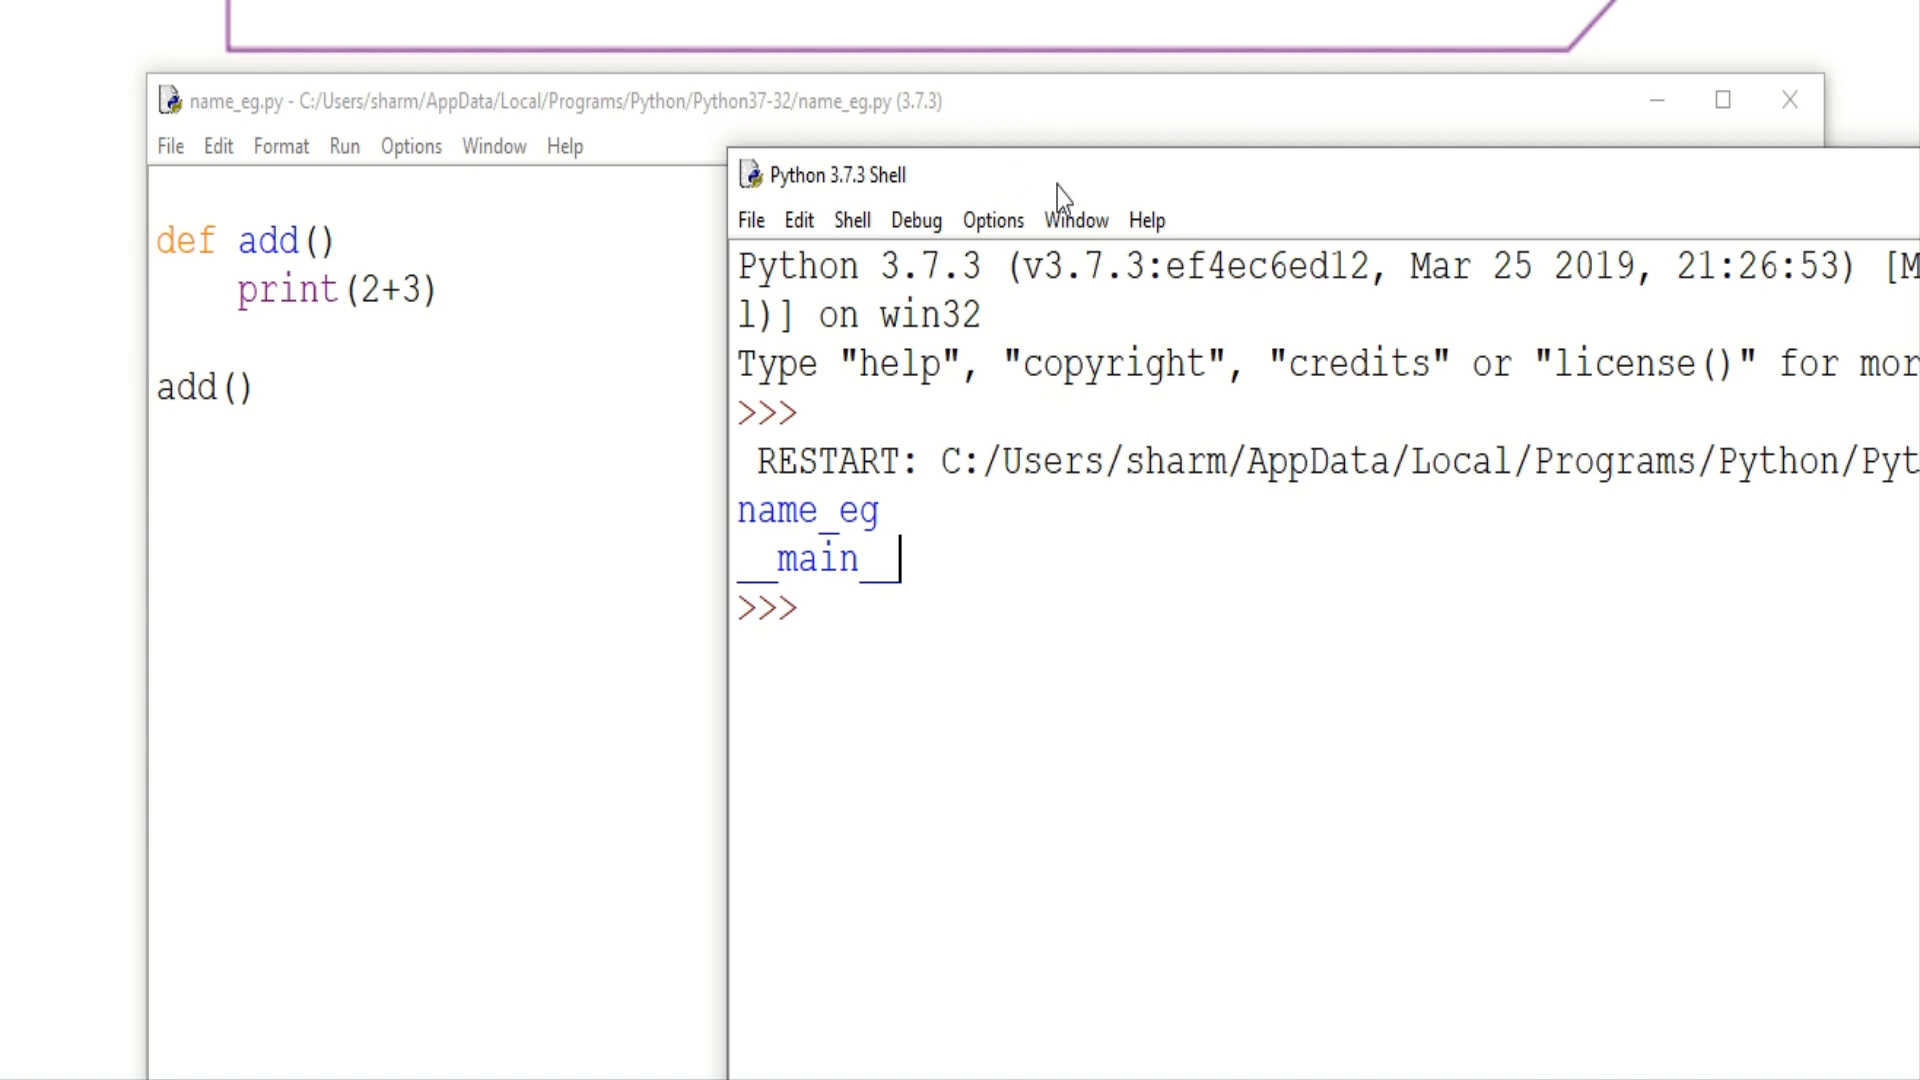 name_eg.py - C:/Users/sharm/AppData/Local/Programs/Python/Python37-32/name_eg.py (3.7.3)
File Edit Format Run Options Window Help
def add()
print(2+3)
add()
Python 3.7.3 Shell
File Edit Shell Debug Options Window Help
Python 3.7.3 (v3.7.3:ef4ec6ed12, Mar 25 2019, 21:26:53) [M
l)] on win32
Type "help", "copyright", "credits" or "license()" for mor
>>>
RESTART: C:/Users/sharm/AppData/Local/Programs/Python/Pyt
name_eg
__main__
>>>